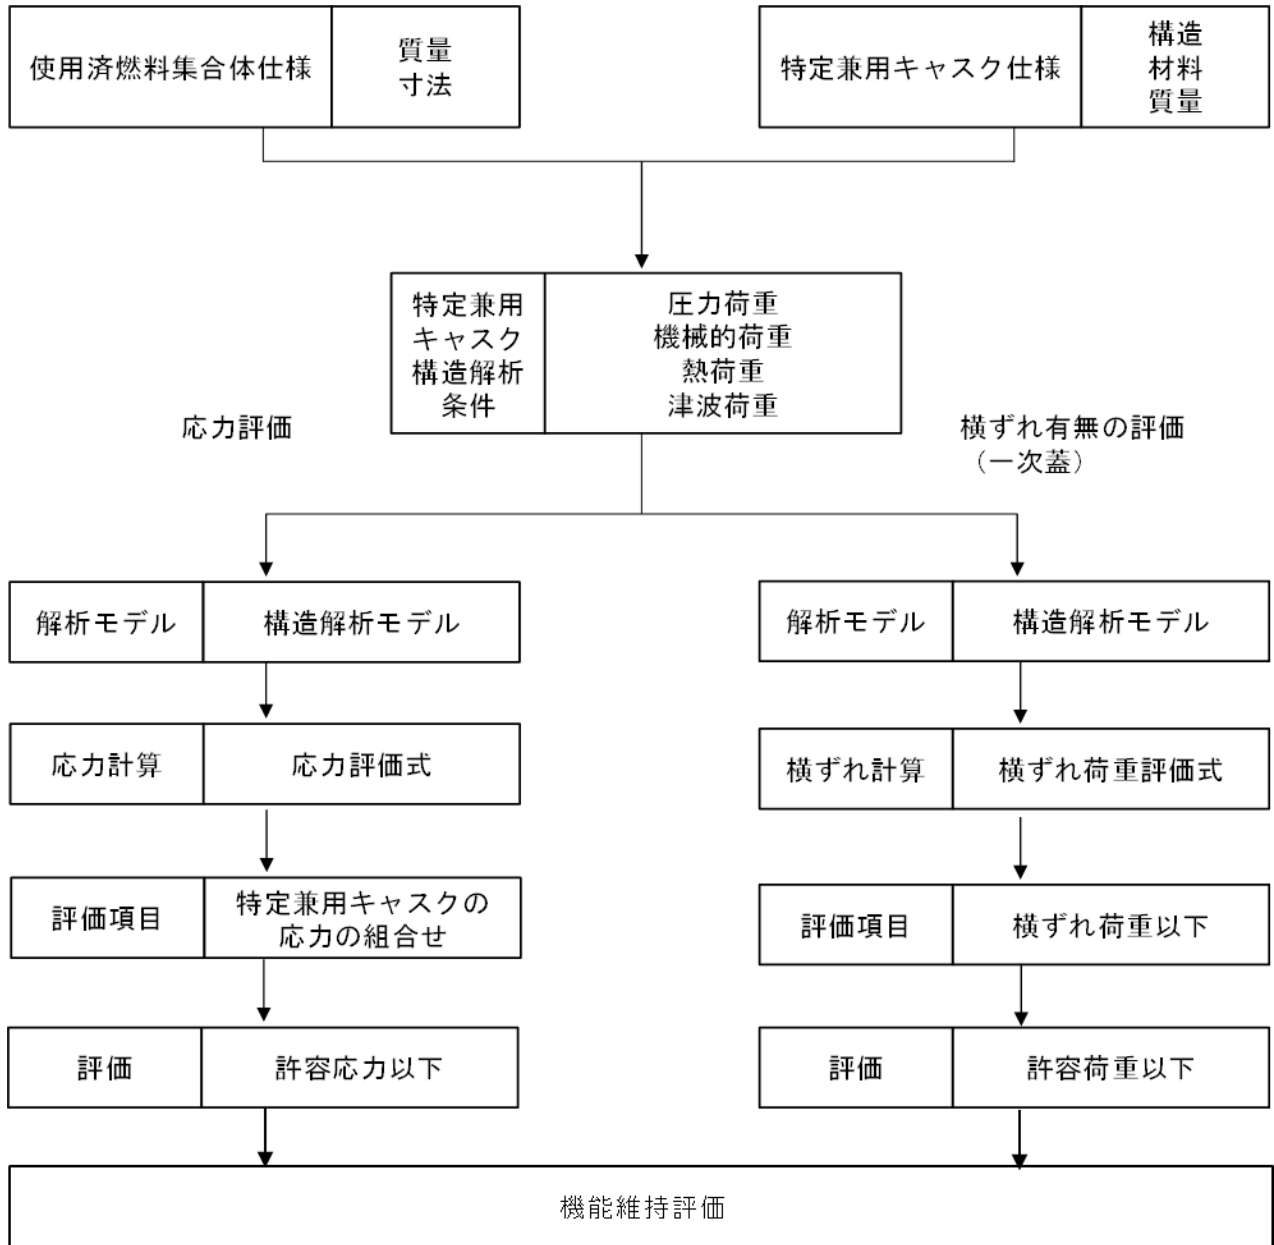 使用済燃料集合体仕様
質量
寸法
特定兼用キャスク仕様
構造
材料
質量
特定兼用
キャスク
構造解析
条件
圧力荷重
機械的荷重
熱荷重
津波荷重
応力評価
横ずれ有無の評価
（一次蓋）
解析モデル
構造解析モデル
応力計算
応力評価式
評価項目
特定兼用キャスクの
応力の組合せ
評価
許容応力以下
解析モデル
構造解析モデル
横ずれ計算
横ずれ荷重評価式
評価項目
横ずれ荷重以下
評価
許容荷重以下
機能維持評価